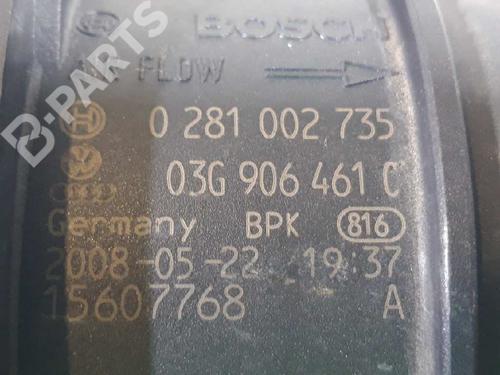 B-PARTS
BOSCH
AIR FLOW
0 281 002 735
03G 906 461 C
Germany BPK 816
2008-05-22 19:37
15607768 A